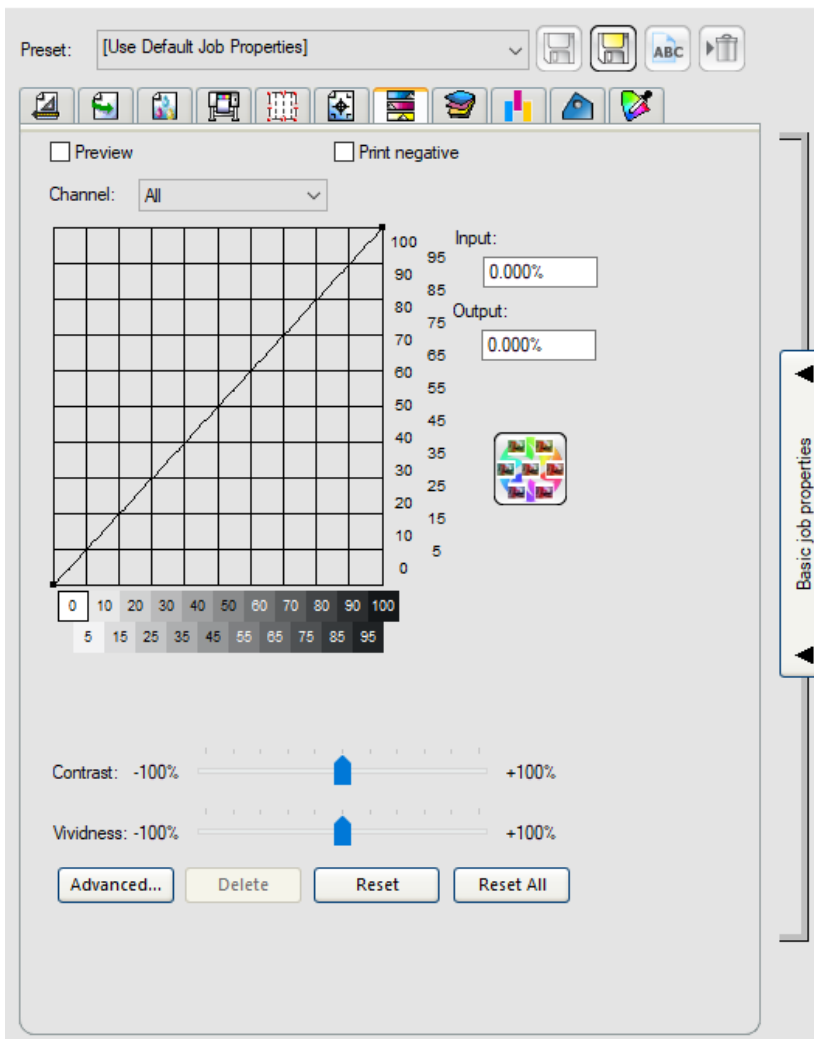 Preset: [Use Default Job Properties]
ABC
Preview Print negative
Channel: All
100 Input:
95
90 0.000%
85
80 Output:
75
70 0.000%
65
60
55
50
45
40
35
30
25
20
15
10
5
0
0 10 20 30 40 50 60 70 80 90 100
5 15 25 35 45 55 65 75 85 95
Contrast: -100% +100%
Vividness: -100% +100%
Advanced... Delete Reset Reset All
Basic job properties